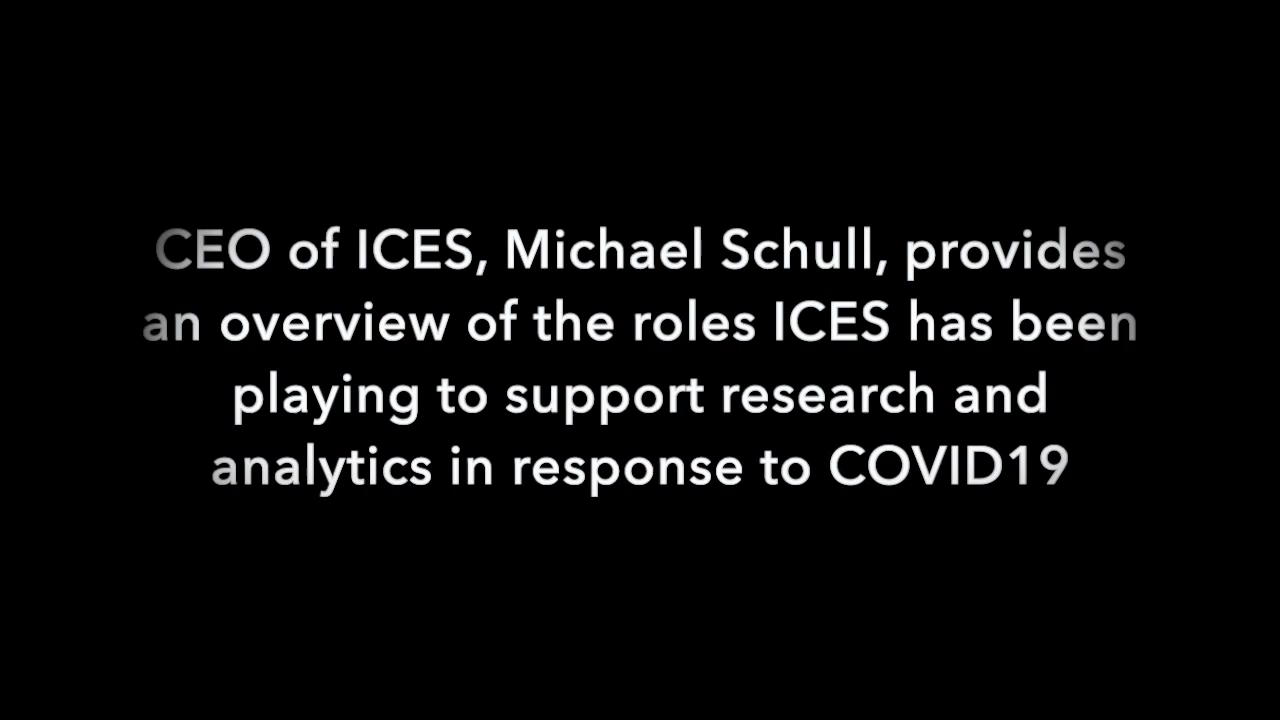 CEO of ICES, Michael Schull, provides
an overview of the roles ICES has been
playing to support research and
analytics in response to COVID19